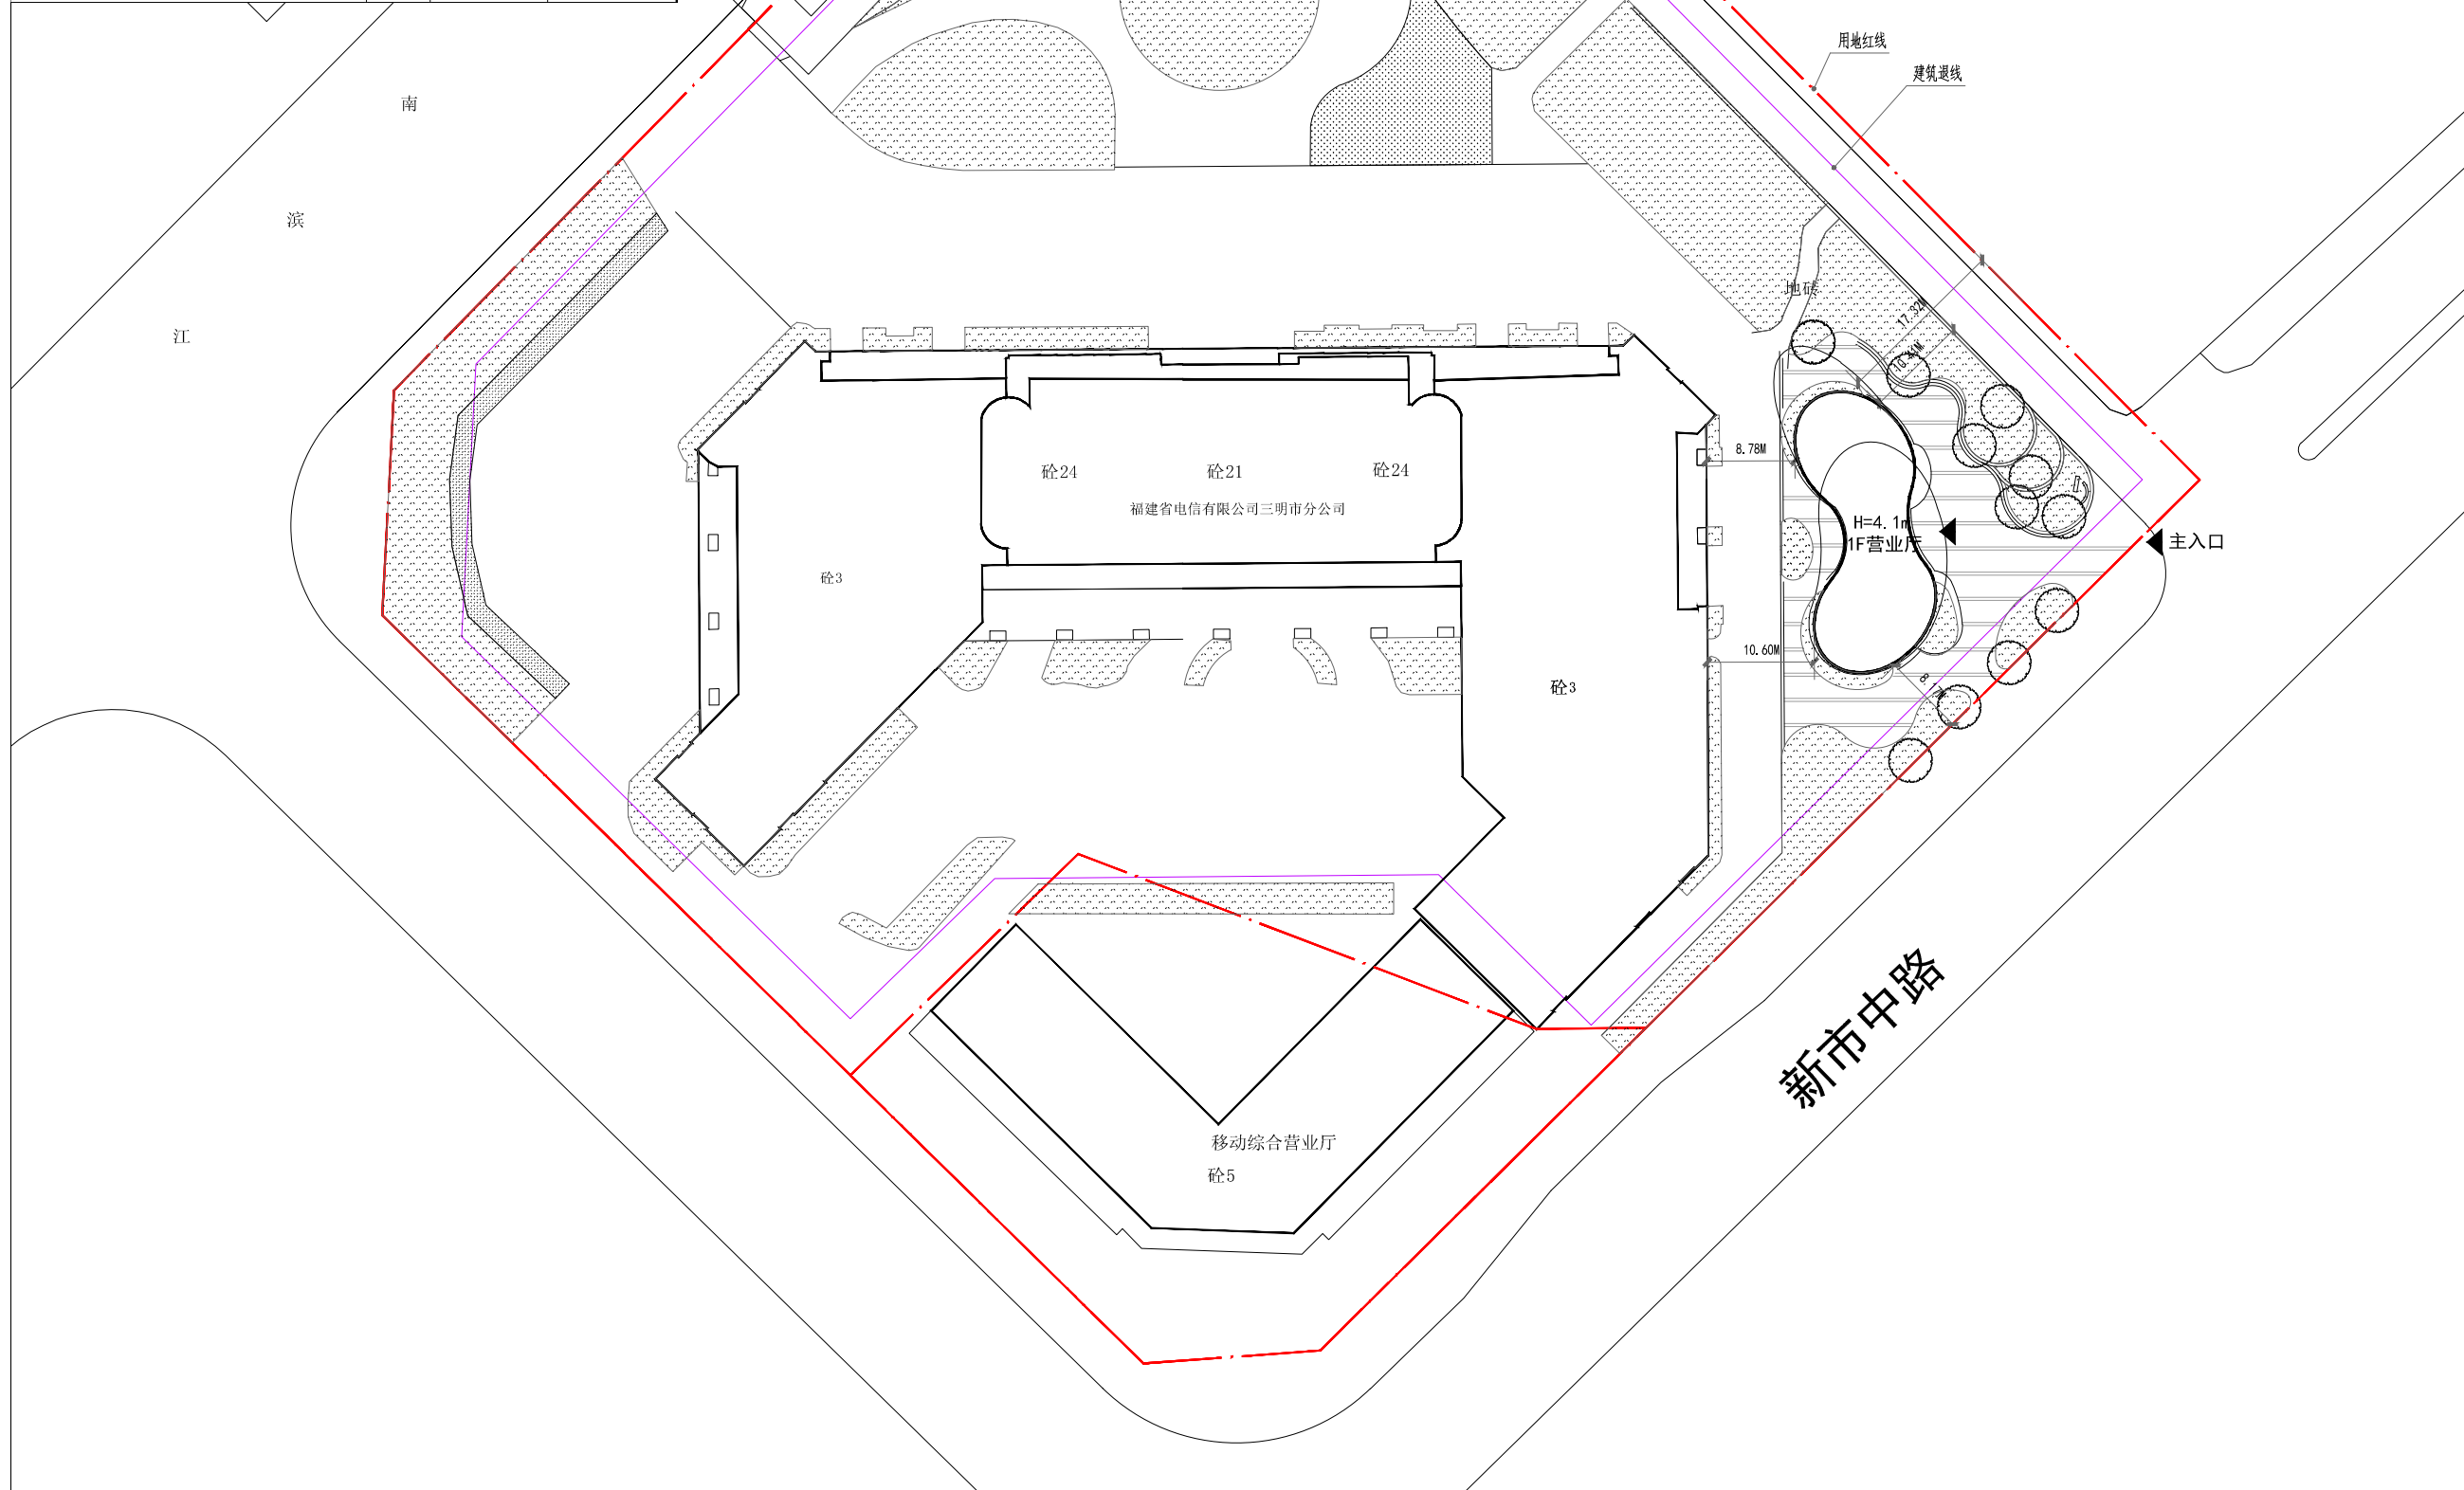 用地红线
建筑退线
南
滨
江
地砖
17.32M
8.78M
砼24
砼21
砼24
福建省电信有限公司三明市分公司
H=4.1m
1F营业厅
主入口
砼3
10.60M
砼3
新市中路
移动综合营业厅
砼5